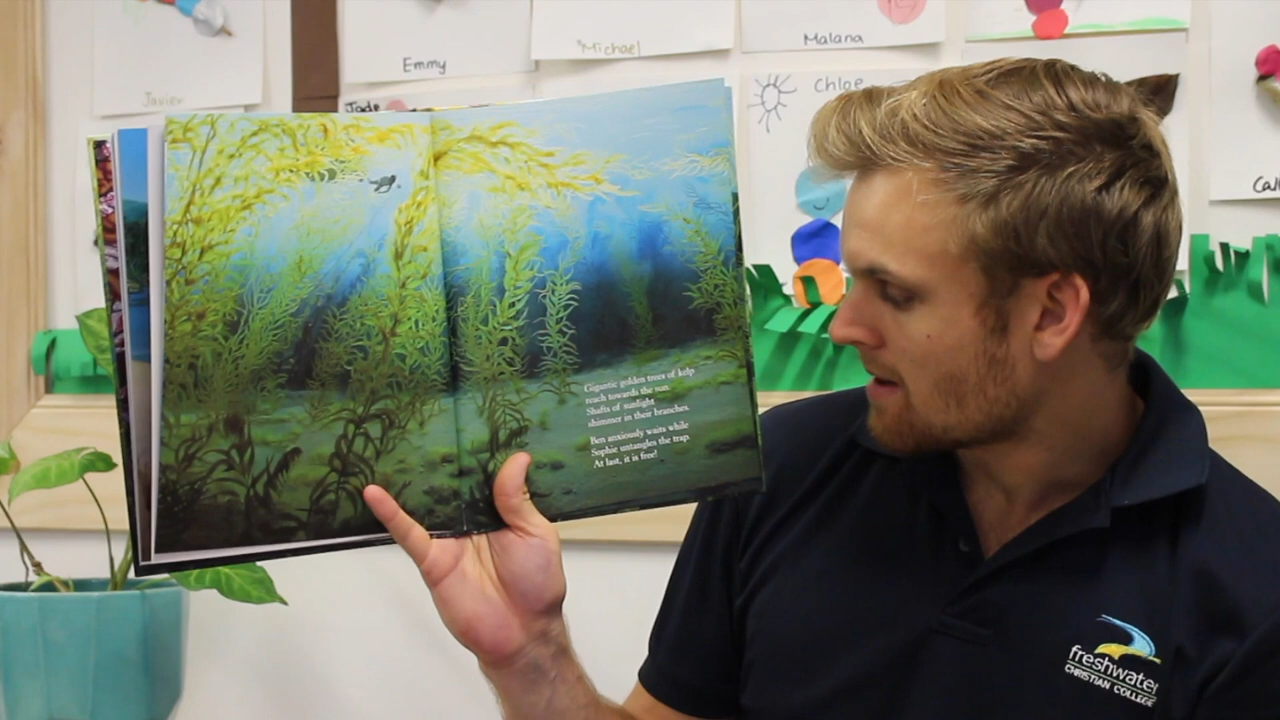 Javier
Emmy
Michael
Malana
Jade
Chloe
Gigantic golden trees of kelp
reach towards the sun.
Shafts of sunlight
shimmer in their branches.
Ben anxiously waits while
Sophie untangles the trap.
At last, it is free!
freshwater
CHRISTIAN COLLEGE